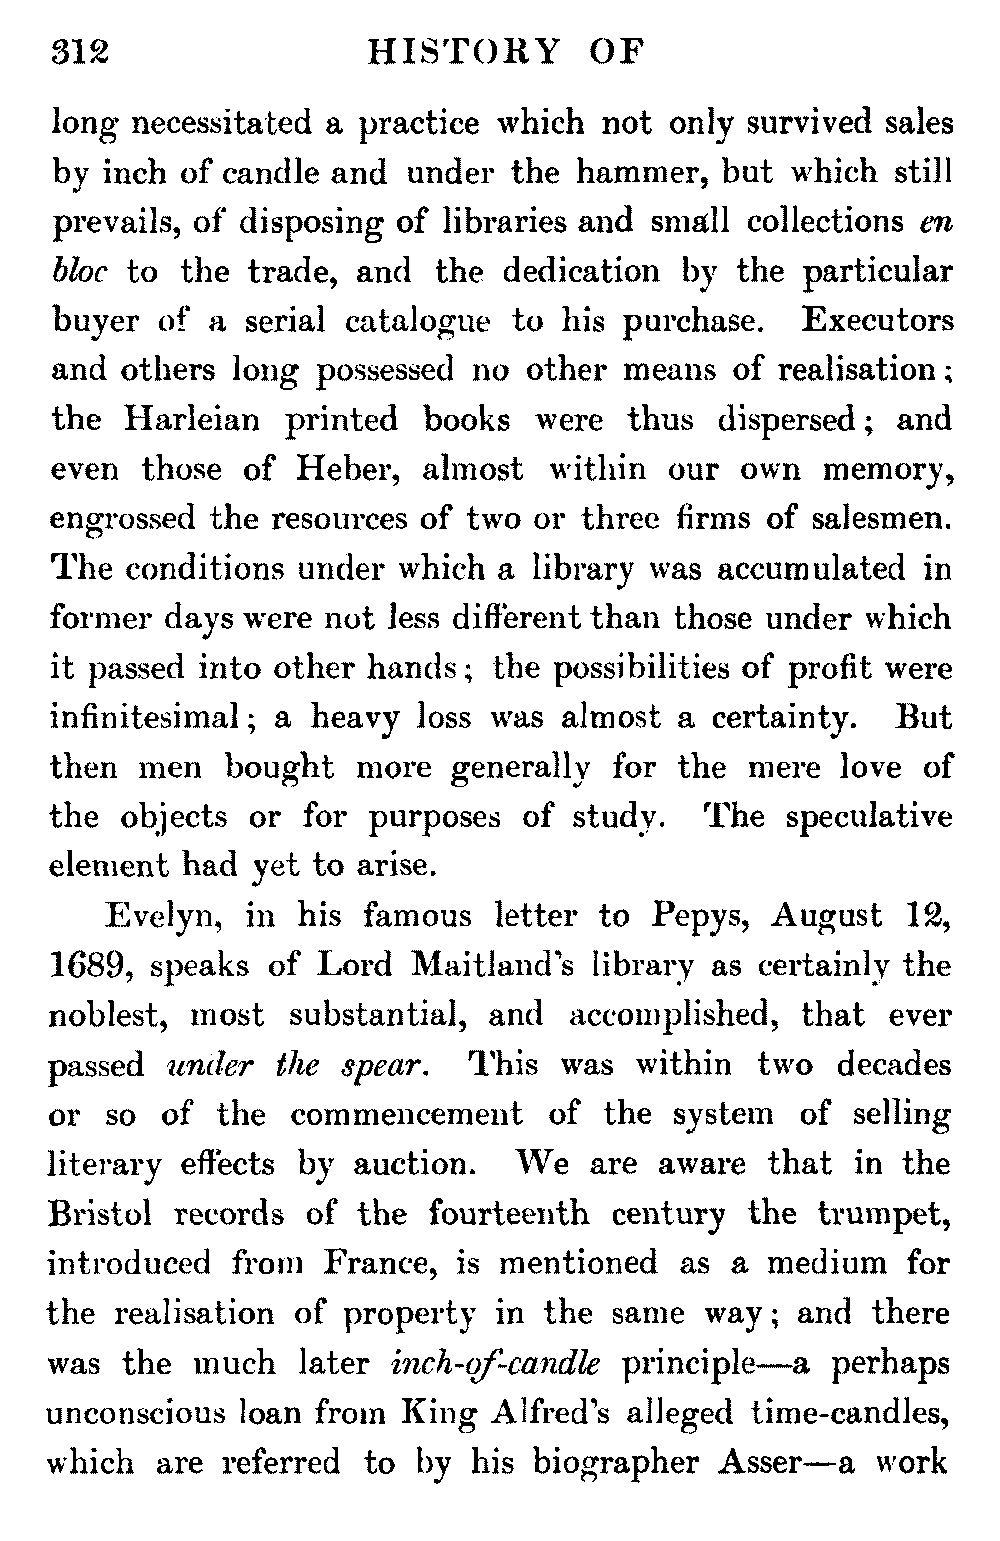 312 HISTORY OF
long necessitated a practice which not only survived sales
by inch of candle and under the hammer, but which still
prevails, of disposing of libraries and small collections en
bloc to the trade, and the dedication by the particular
buyer of a serial catalogue to his purchase. Executors
and others long possessed no other means of realisation;
the Harleian printed books were thus dispersed; and
even those of Heber, almost within our own memory,
engrossed the resources of two or three firms of salesmen.
The conditions under which a library was accumulated in
former days were not less different than those under which
it passed into other hands; the possibilities of profit were
infinitesimal; a heavy loss was almost a certainty. But
then men bought more generally for the mere love of
the objects or for purposes of study. The speculative
element had yet to arise.
Evelyn, in his famous letter to Pepys, August 12,
1689, speaks of Lord Maitland's library as certainly the
noblest, most substantial, and accomplished, that ever
passed under the spear. This was within two decades
or so of the commencement of the system of selling
literary effects by auction. We are aware that in the
Bristol records of the fourteenth century the trumpet,
introduced from France, is mentioned as a medium for
the realisation of property in the same way; and there
was the much later inch-of-candle principle—a perhaps
unconscious loan from King Alfred's alleged time-candles,
which are referred to by his biographer Asser—a work